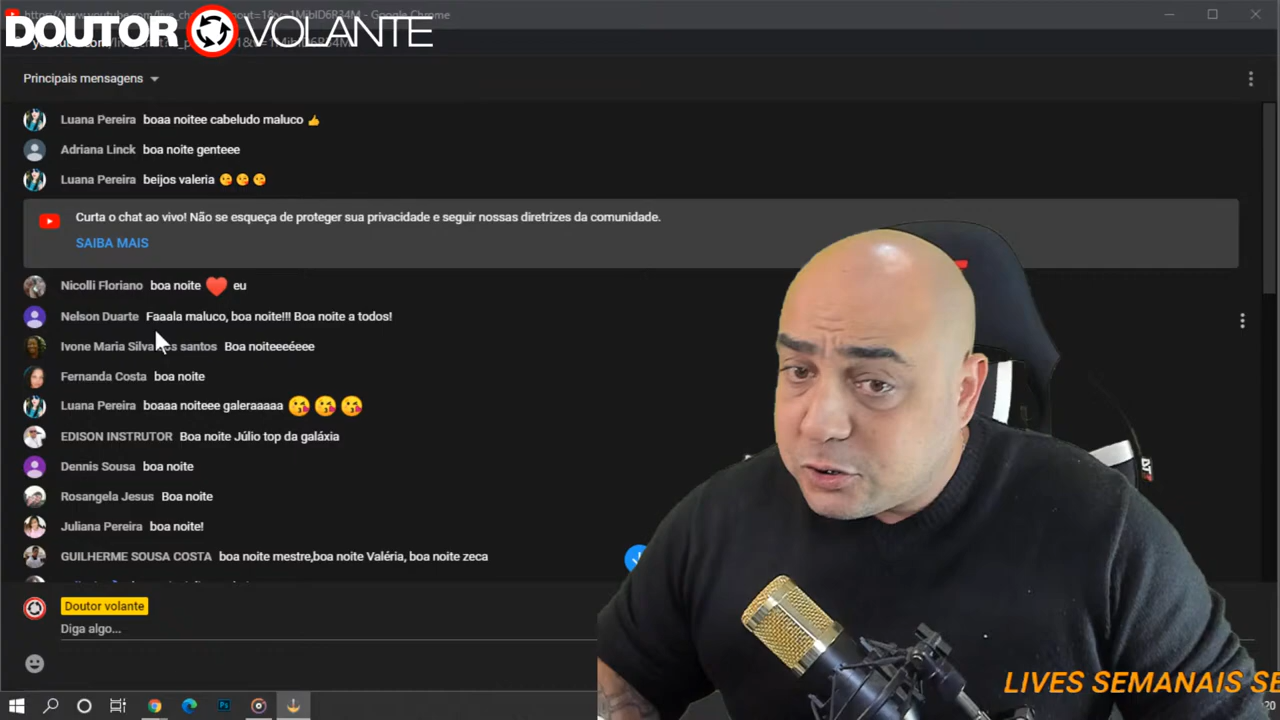 DOUTOR VOLANTE
Google Chrome
Principais mensagens
Luana Pereira boaa noitee cabeludo maluco 👍
Adriana Linck boa noite genteee
Luana Pereira beijos valeria 😘 😘 😘
Curta o chat ao vivo! Não se esqueça de proteger sua privacidade e seguir nossas diretrizes da comunidade.
SAIBA MAIS
Nicolli Floriano boa noite ❤️ eu
Nelson Duarte Faaala maluco, boa noite!!! Boa noite a todos!
Ivone Maria Silva santos Boa noiteeeéeee
Fernanda Costa boa noite
Luana Pereira boaaa noiteee galeraaaaa 😘 😘 😘
EDISON INSTRUTOR Boa noite Júlio top da galáxia
Dennis Sousa boa noite
Rosangela Jesus Boa noite
Juliana Pereira boa noite!
GUILHERME SOUSA COSTA boa noite mestre,boa noite Valéria, boa noite zeca
Doutor volante
Diga algo...
LIVES SEMANAIS SE
20